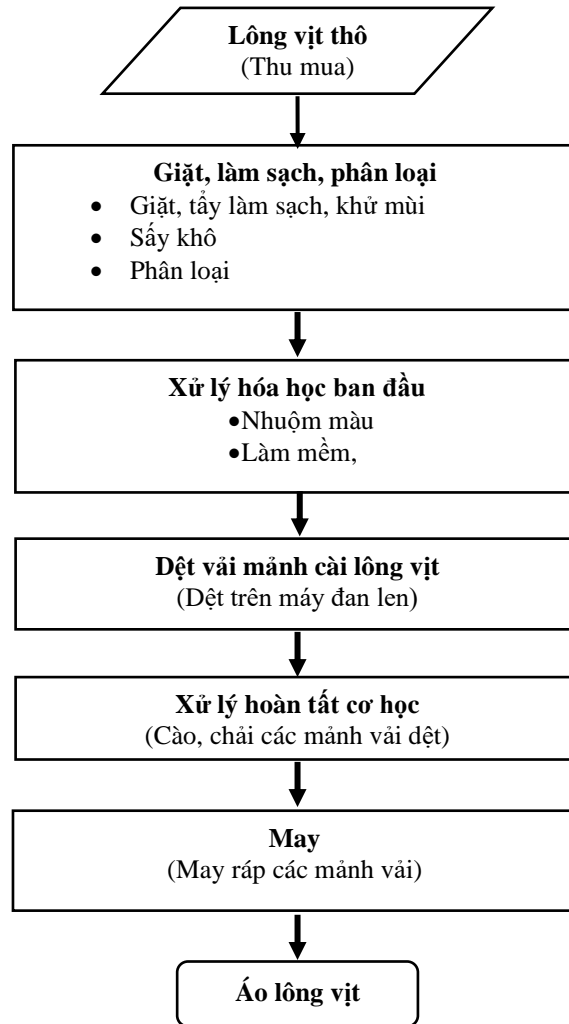 Lông vịt thô
(Thu mua)
Giặt, làm sạch, phân loại
• Giặt, tẩy làm sạch, khử mùi
• Sấy khô
• Phân loại
Xử lý hóa học ban đầu
•Nhuộm màu
•Làm mềm,
Dệt vải mảnh cài lông vịt
(Dệt trên máy đan len)
Xử lý hoàn tất cơ học
(Cào, chải các mảnh vải dệt)
May
(May ráp các mảnh vải)
Áo lông vịt